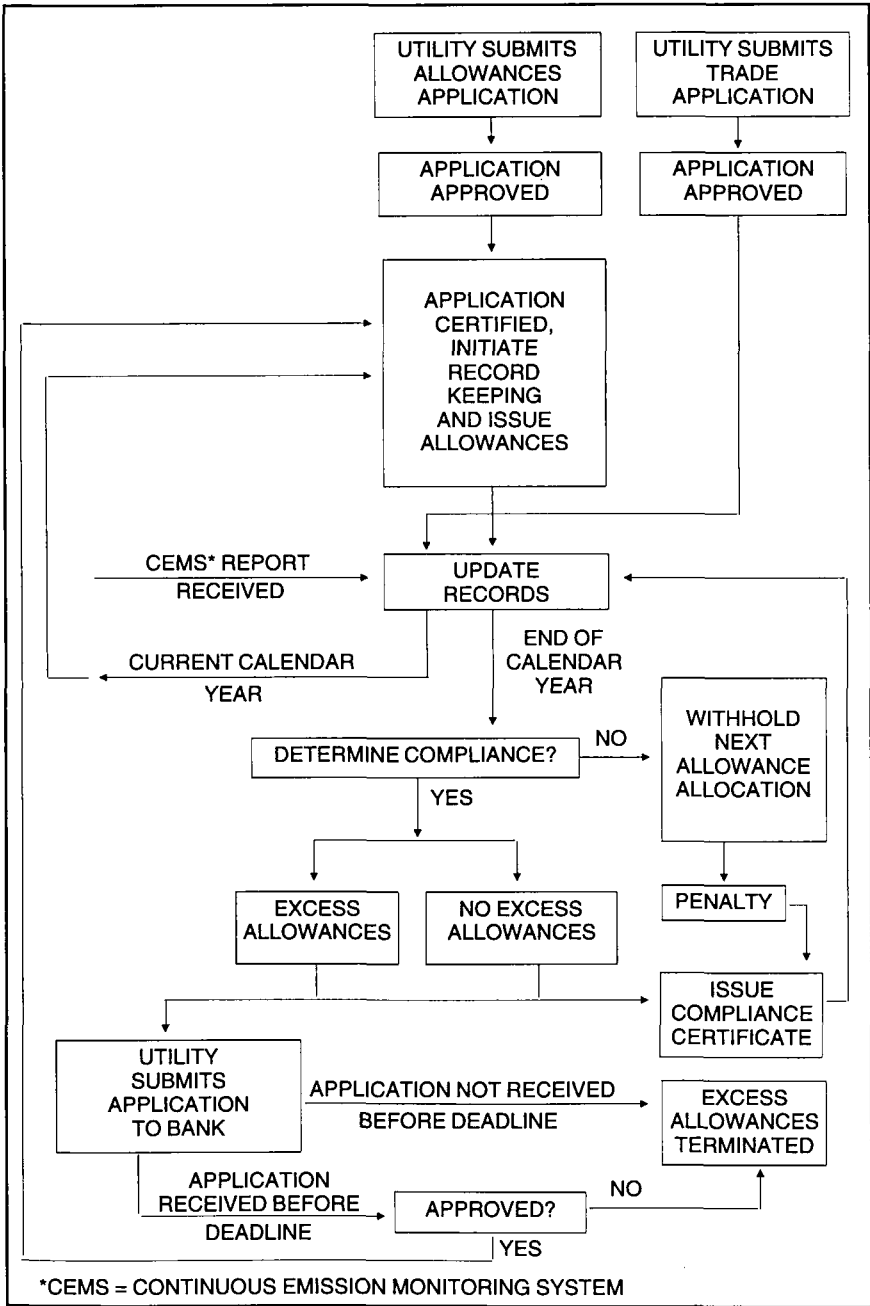 UTILITY SUBMITS
ALLOWANCES
APPLICATION
UTILITY SUBMITS
TRADE
APPLICATION
APPLICATION
APPROVED
APPLICATION
APPROVED
APPLICATION
CERTIFIED,
INITIATE
RECORD
KEEPING
AND ISSUE
ALLOWANCES
CEMS* REPORT
RECEIVED
UPDATE
RECORDS
CURRENT CALENDAR
YEAR
END OF
CALENDAR
YEAR
DETERMINE COMPLIANCE?
NO
WITHHOLD
NEXT
ALLOWANCE
ALLOCATION
YES
EXCESS
ALLOWANCES
NO EXCESS
ALLOWANCES
PENALTY
ISSUE
COMPLIANCE
CERTIFICATE
UTILITY
SUBMITS
APPLICATION
TO BANK
APPLICATION NOT RECEIVED
BEFORE DEADLINE
EXCESS
ALLOWANCES
TERMINATED
APPLICATION
RECEIVED BEFORE
DEADLINE
APPROVED?
NO
YES
*CEMS = CONTINUOUS EMISSION MONITORING SYSTEM